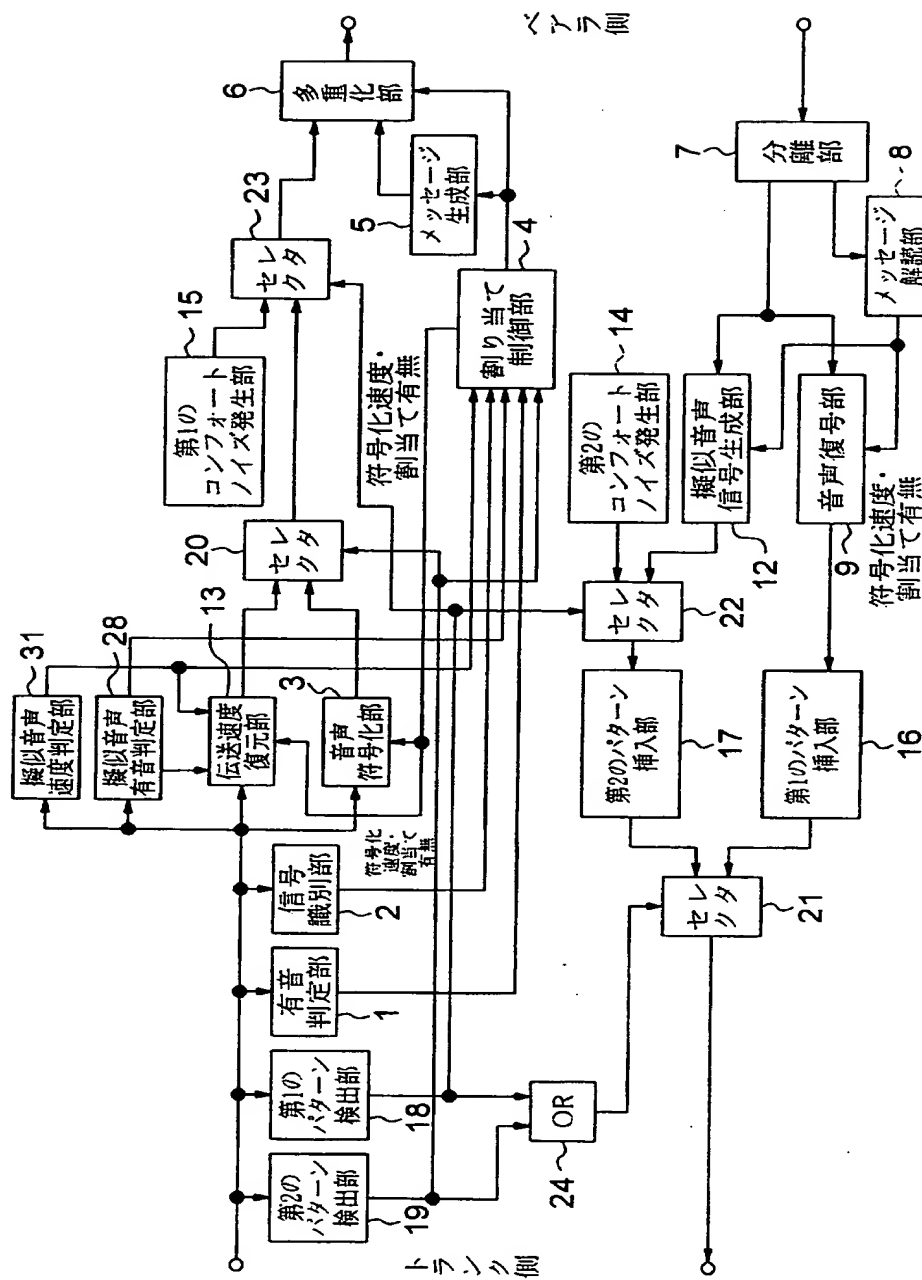 トランク側
第2の
パターン
検出部
19
第1の
パターン
検出部
18
有音
判定部
1
信号
識別部
2
擬似音声
速度判定部
31
擬似音声
有音判定部
28
伝送速度
復元部
13
音声
符号化部
3
符号化
速度・
割当て
有無
セレ
クタ
20
第1の
コンフォート
ノイズ発生部
15
セレ
クタ
23
符号化速度・
割当て有無
割り当て
制御部
4
メッセージ
生成部
5
多重
化部
6
ベアラ側
分離部
7
メッセージ
解読部
8
音声復号部
9
符号化速度・
割当て有無
擬似音声
信号生成部
12
第2の
コンフォート
ノイズ発生部
14
セレ
クタ
22
第2のパターン
挿入部
17
第1のパターン
挿入部
16
セレ
クタ
21
OR
24